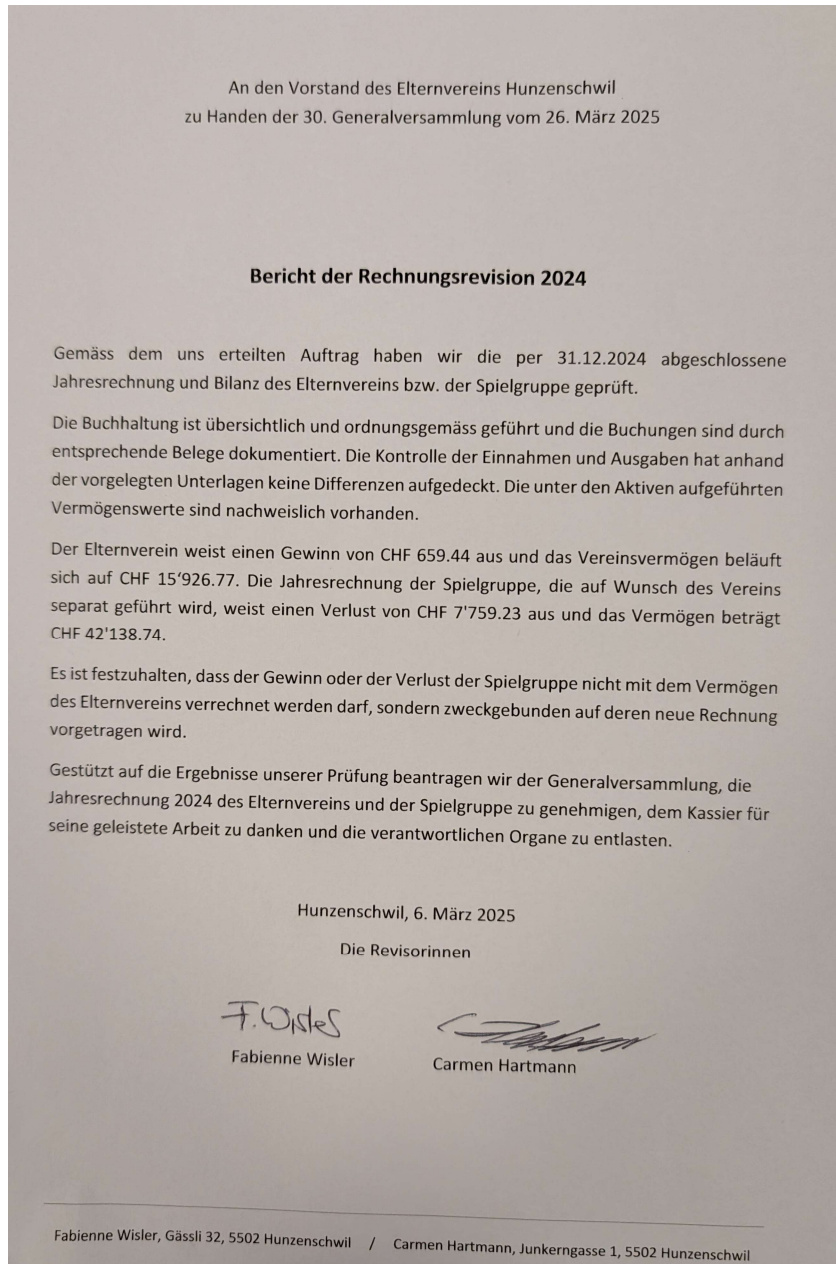 An den Vorstand des Elternvereins Hunzenschwil
zu Handen der 30. Generalversammlung vom 26. März 2025
Bericht der Rechnungsrevision 2024
Gemäss dem uns erteilten Auftrag haben wir die per 31.12.2024 abgeschlossene
Jahresrechnung und Bilanz des Elternvereins bzw. der Spielgruppe geprüft.
Die Buchhaltung ist übersichtlich und ordnungsgemäss geführt und die Buchungen sind durch
entsprechende Belege dokumentiert. Die Kontrolle der Einnahmen und Ausgaben hat anhand
der vorgelegten Unterlagen keine Differenzen aufgedeckt. Die unter den Aktiven aufgeführten
Vermögenswerte sind nachweislich vorhanden.
Der Elternverein weist einen Gewinn von CHF 659.44 aus und das Vereinsvermögen beläuft
sich auf CHF 15‘926.77. Die Jahresrechnung der Spielgruppe, die auf Wunsch des Vereins
separat geführt wird, weist einen Verlust von CHF 7'759.23 aus und das Vermögen beträgt
CHF 42'138.74.
Es ist festzuhalten, dass der Gewinn oder der Verlust der Spielgruppe nicht mit dem Vermögen
des Elternvereins verrechnet werden darf, sondern zweckgebunden auf deren neue Rechnung
vorgetragen wird.
Gestützt auf die Ergebnisse unserer Prüfung beantragen wir der Generalversammlung, die
Jahresrechnung 2024 des Elternvereins und der Spielgruppe zu genehmigen, dem Kassier für
seine geleistete Arbeit zu danken und die verantwortlichen Organe zu entlasten.
Hunzenschwil, 6. März 2025
Die Revisorinnen
F. Wisler
Fabienne Wisler Carmen Hartmann
Fabienne Wisler, Gässli 32, 5502 Hunzenschwil / Carmen Hartmann, Junkerngasse 1, 5502 Hunzenschwil